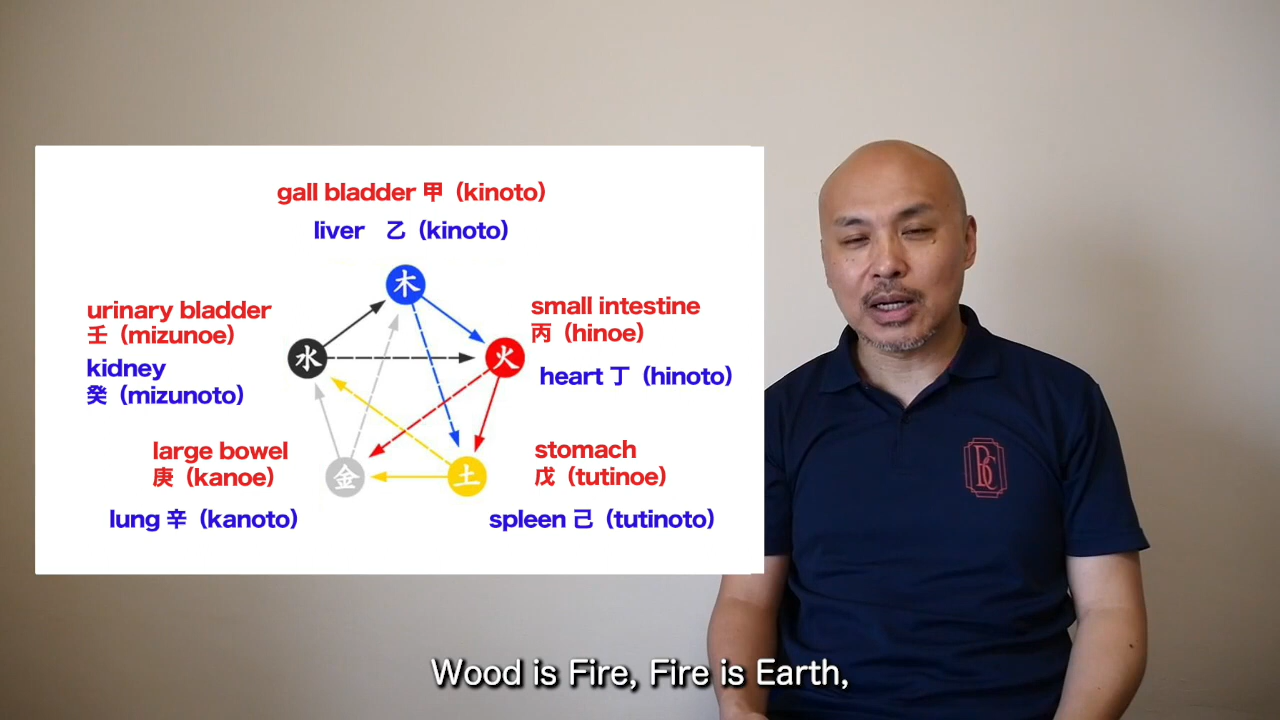 gall bladder 甲（kinoto）
liver 乙（kinoto）
木
urinary bladder
壬（mizunoe）
kidney
癸（mizunoto）
水
small intestine
丙（hinoe）
火
heart 丁（hinoto）
large bowel
庚（kanoe）
金
lung 辛（kanoto）
stomach
戊（tutinoe）
土
spleen 己（tutinoto）
BC
Wood is Fire, Fire is Earth,